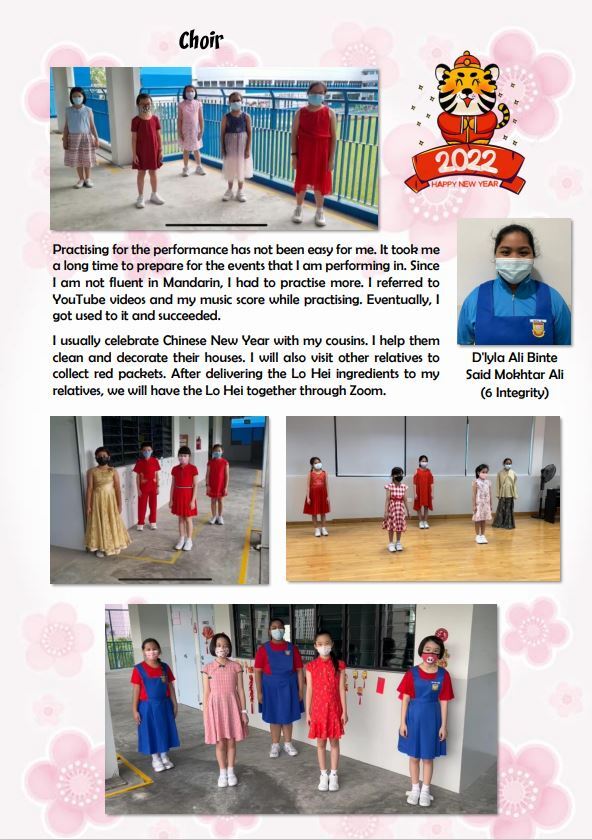 Choir
2022
HAPPY NEW YEAR
Practising for the performance has not been easy for me. It took me
a long time to prepare for the events that I am performing in. Since
I am not fluent in Mandarin, I had to practise more. I referred to
YouTube videos and my music score while practising. Eventually, I
got used to it and succeeded.
I usually celebrate Chinese New Year with my cousins. I help them
clean and decorate their houses. I will also visit other relatives to
collect red packets. After delivering the Lo Hei ingredients to my
relatives, we will have the Lo Hei together through Zoom.
D'lyla Ali Binte
Said Mokhtar Ali
(6 Integrity)